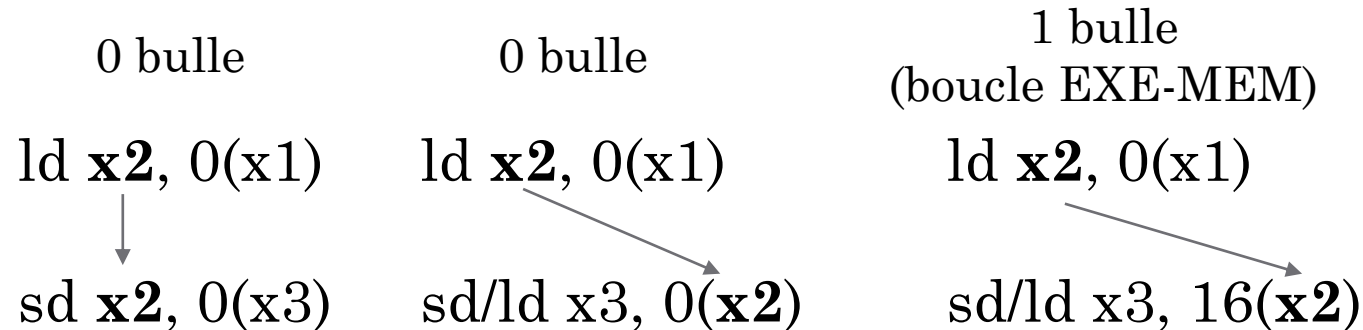 0 bulle
ld x2, 0(x1)
sd x2, 0(x3)
0 bulle
ld x2, 0(x1)
sd/ld x3, 0(x2)
1 bulle
(boucle EXE-MEM)
ld x2, 0(x1)
sd/ld x3, 16(x2)